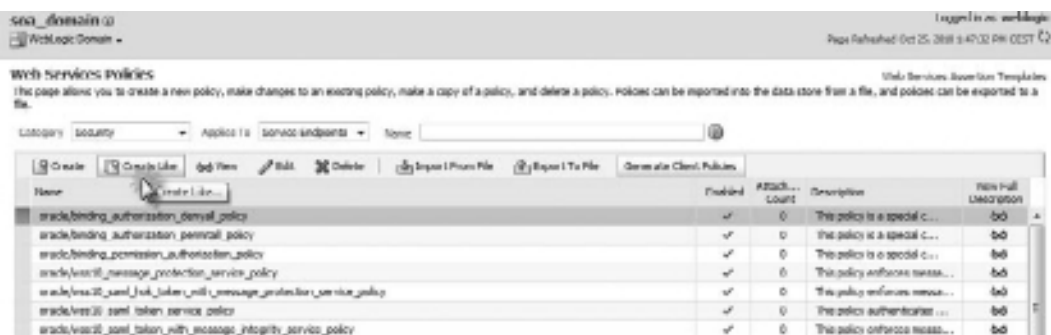 soa_domain
Logged in as weblogic
WebLogic Domain
Page Refreshed Oct 25, 2010 1:47:32 PM CEST
Web Services Policies
Web Services Assertion Templates
This page allows you to create a new policy, make changes to an existing policy, make a copy of a policy, and delete a policy. Policies can be imported into the data store from a file, and policies can be exported to a
file.
Category Security Applies To Service Endpoints Name
Create Create Like View Edit Delete Import From File Export To File Generate Client Policies
Create Like...
Name Enabled Attach... Count Description View Full Description
oracle/binding_authorization_denyall_policy 0 This policy is a special c...
oracle/binding_authorization_permitall_policy 0 This policy is a special c...
oracle/binding_permission_authorization_policy 0 This policy is a special c...
oracle/wss10_message_protection_service_policy 0 This policy enforces messa...
oracle/wss10_saml_hok_token_with_message_protection_service_policy 0 This policy enforces messa...
oracle/wss10_saml_token_service_policy 0 This policy authenticates ...
oracle/wss10_saml_token_with_message_integrity_service_policy 0 This policy enforces messa...